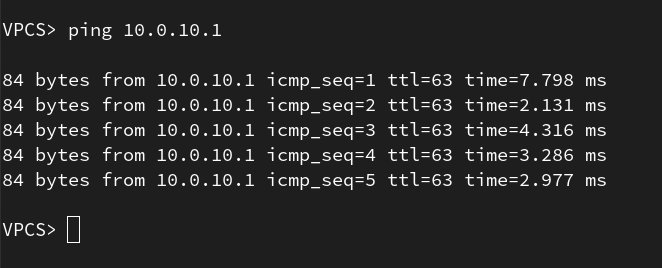 VPCS> ping 10.0.10.1
84 bytes from 10.0.10.1 icmp_seq=1 ttl=63 time=7.798 ms
84 bytes from 10.0.10.1 icmp_seq=2 ttl=63 time=2.131 ms
84 bytes from 10.0.10.1 icmp_seq=3 ttl=63 time=4.316 ms
84 bytes from 10.0.10.1 icmp_seq=4 ttl=63 time=3.286 ms
84 bytes from 10.0.10.1 icmp_seq=5 ttl=63 time=2.977 ms
VPCS>